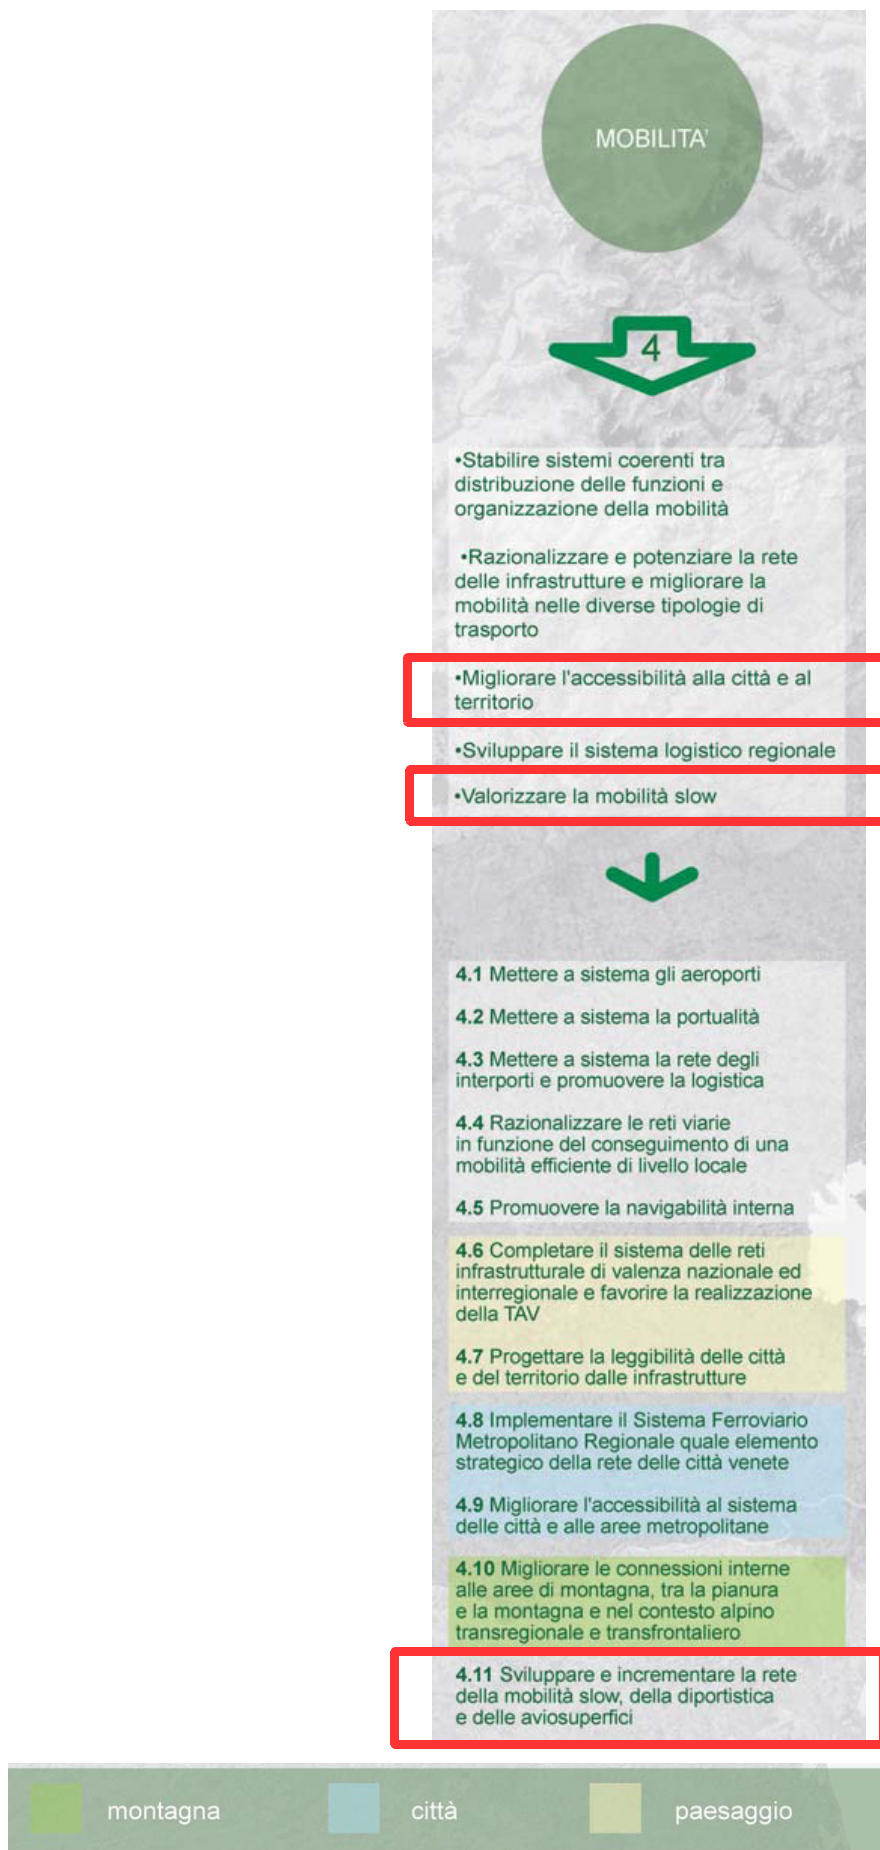 MOBILITA'
4
•Stabilire sistemi coerenti tra
distribuzione delle funzioni e
organizzazione della mobilità
•Razionalizzare e potenziare la rete
delle infrastrutture e migliorare la
mobilità nelle diverse tipologie di
trasporto
•Migliorare l'accessibilità alla città e al
territorio
•Sviluppare il sistema logistico regionale
•Valorizzare la mobilità slow
4.1 Mettere a sistema gli aeroporti
4.2 Mettere a sistema la portualità
4.3 Mettere a sistema la rete degli
interporti e promuovere la logistica
4.4 Razionalizzare le reti viarie
in funzione del conseguimento di una
mobilità efficiente di livello locale
4.5 Promuovere la navigabilità interna
4.6 Completare il sistema delle reti
infrastrutturale di valenza nazionale ed
interregionale e favorire la realizzazione
della TAV
4.7 Progettare la leggibilità delle città
e del territorio dalle infrastrutture
4.8 Implementare il Sistema Ferroviario
Metropolitano Regionale quale elemento
strategico della rete delle città venete
4.9 Migliorare l'accessibilità al sistema
delle città e alle aree metropolitane
4.10 Migliorare le connessioni interne
alle aree di montagna, tra la pianura
e la montagna e nel contesto alpino
transregionale e transfrontaliero
4.11 Sviluppare e incrementare la rete
della mobilità slow, della diportistica
e delle aviosuperfici
montagna città paesaggio